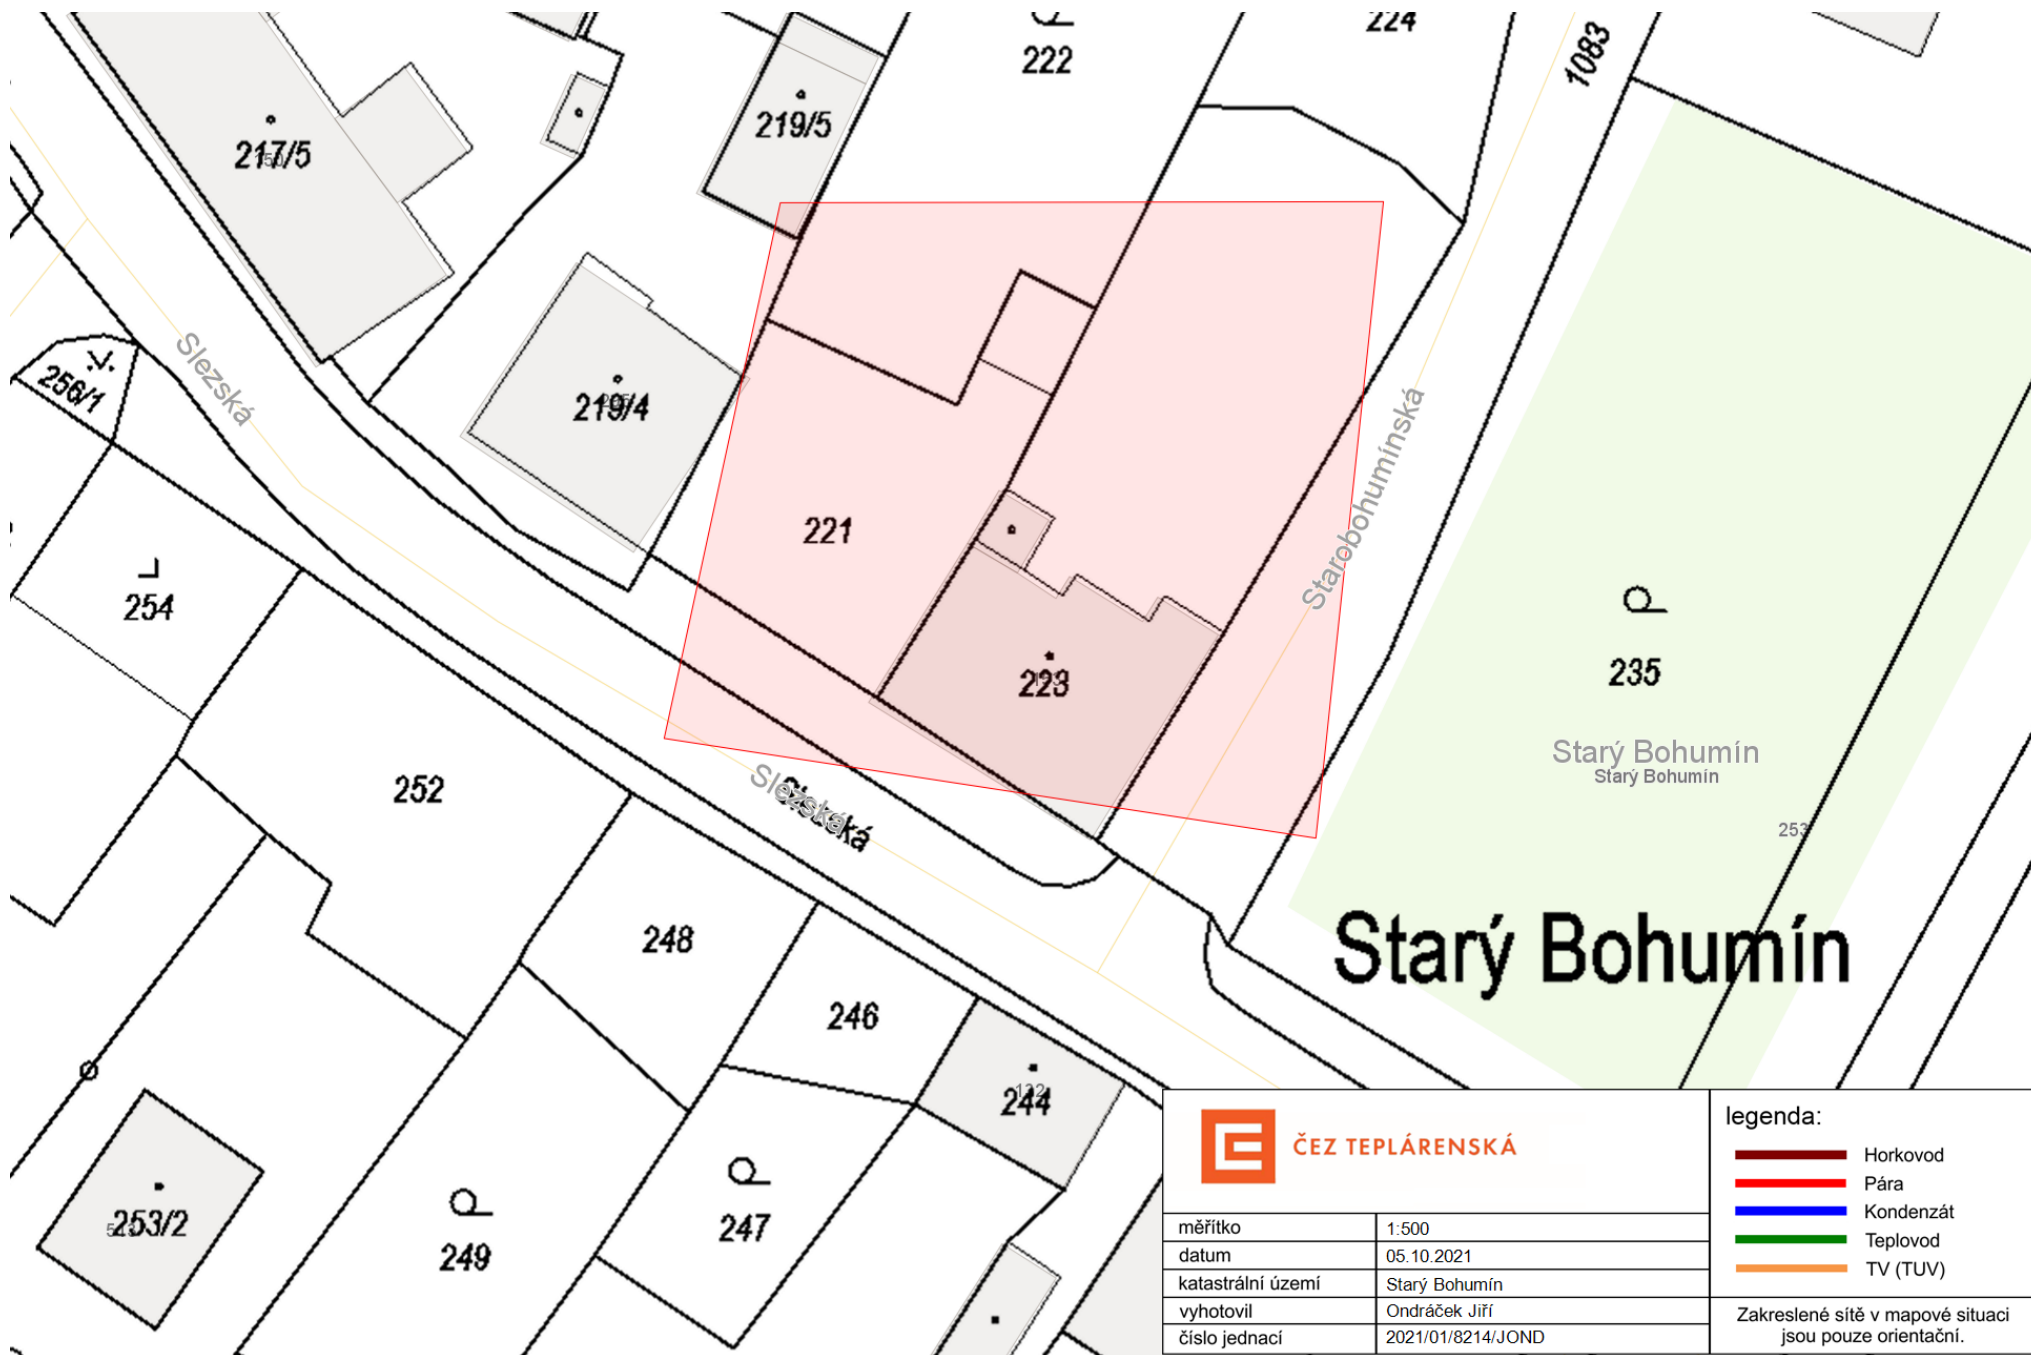 224
222
1083
219/5
217/5
Slezská
256/1
219/4
Starobohumínská
221
254
235
223
Starý Bohumín
Starý Bohumín
252
Slezská
253
248
Starý Bohumín
246
244
247
253/2
249
ČEZ TEPLÁRENSKÁ
měřítko 1:500
datum 05.10.2021
katastrální území Starý Bohumín
vyhotovil Ondráček Jiří
číslo jednací 2021/01/8214/JOND
legenda:
Horkovod
Pára
Kondenzát
Teplovod
TV (TUV)
Zakreslené sítě v mapové situaci
jsou pouze orientační.